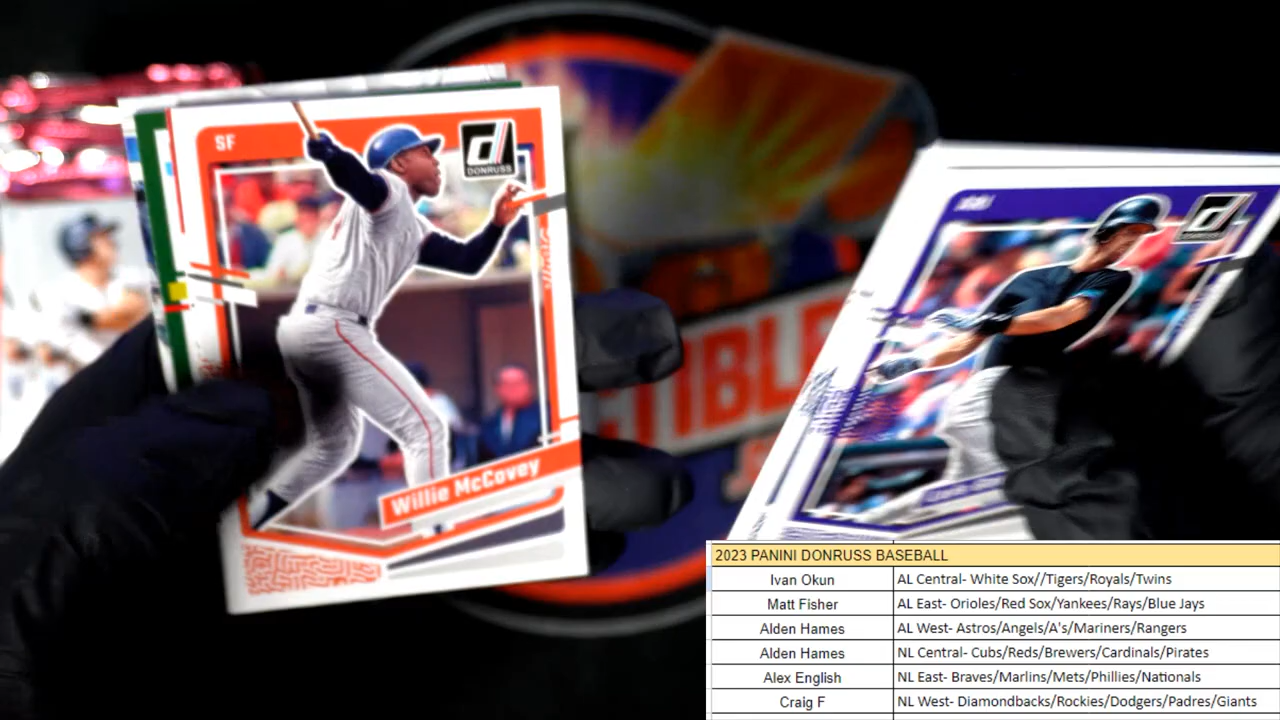 SF
d
DONRUSS
Willie McCovey
TIBLE
2023 PANINI DONRUSS BASEBALL
Ivan Okun AL Central- White Sox//Tigers/Royals/Twins
Matt Fisher AL East- Orioles/Red Sox/Yankees/Rays/Blue Jays
Alden Hames AL West- Astros/Angels/A's/Mariners/Rangers
Alden Hames NL Central- Cubs/Reds/Brewers/Cardinals/Pirates
Alex English NL East- Braves/Marlins/Mets/Phillies/Nationals
Craig F NL West- Diamondbacks/Rockies/Dodgers/Padres/Giants